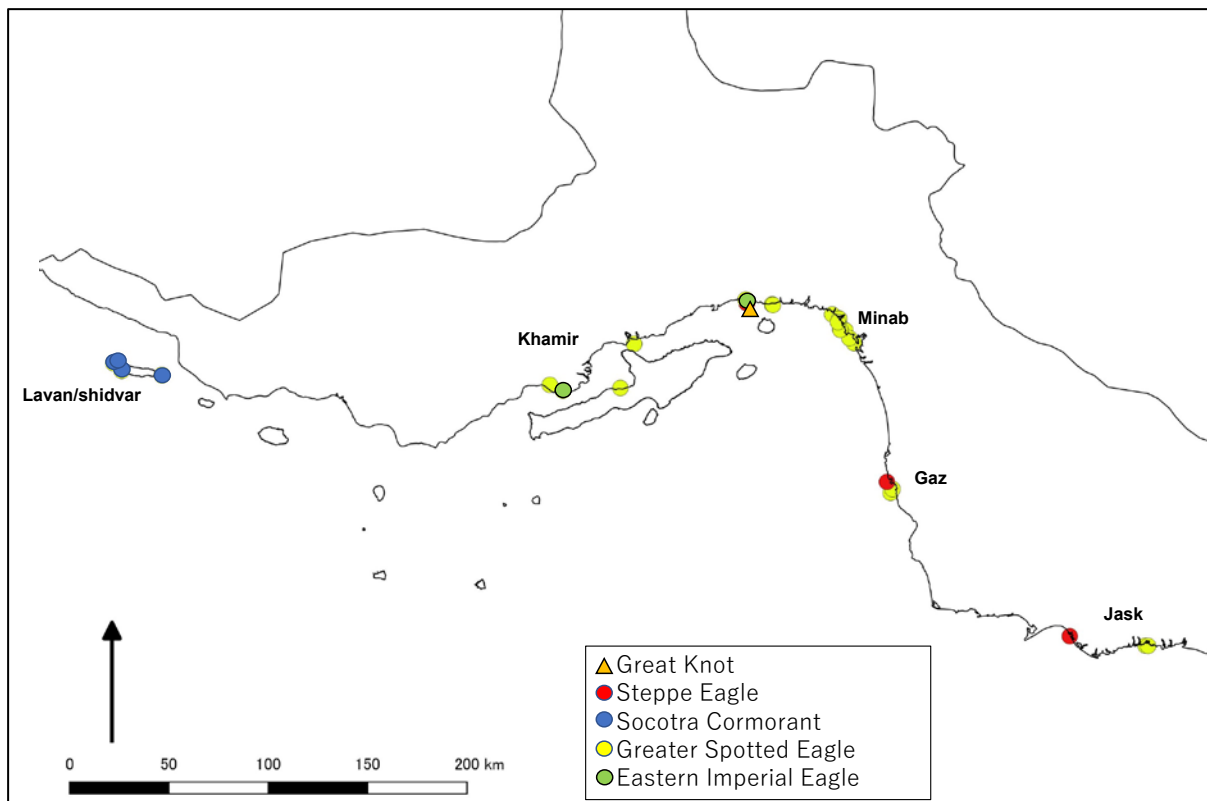 Khamir
Minab
Lavan/shidvar
Gaz
Jask
Great Knot
Steppe Eagle
Socotra Cormorant
Greater Spotted Eagle
Eastern Imperial Eagle
0 50 100 150 200 km